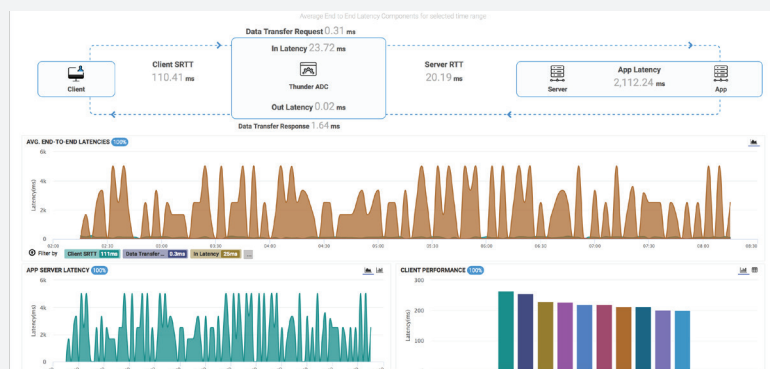 Average End to End Latency Components for selected time range
Data Transfer Request 0.31 ms
In Latency 23.72 ms
Client SRTT
110.41 ms
Server RTT
20.19 ms
App Latency
2,112.24 ms
Client
Thunder ADC
Server
App
Out Latency 0.02 ms
Data Transfer Response 1.64 ms
AVG. END-TO-END LATENCIES 100%
6k
4k
2k
0
Latency(ms)
02:00 02:30 03:00 03:30 04:00 04:30 05:00 05:30 06:00 06:30 07:00 07:30 08:00 08:30
Filter by Client SRTT 111ms Data Transfer ... 0.3ms In Latency 25ms ...
APP SERVER LATENCY 100%
6k
4k
2k
0
Latency(ms)
CLIENT PERFORMANCE 100%
300
200
100
Latency(ms)